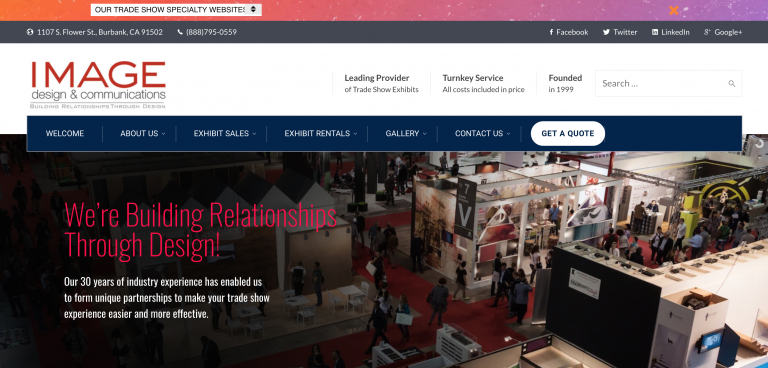 OUR TRADE SHOW SPECIALTY WEBSITES
1107 S. Flower St., Burbank, CA 91502
(888)795-0559
Facebook
Twitter
LinkedIn
Google+
IMAGE
design & communications
BUILDING RELATIONSHIPS THROUGH DESIGN
Leading Provider
of Trade Show Exhibits
Turnkey Service
All costs included in price
Founded
in 1999
Search ...
WELCOME
ABOUT US
EXHIBIT SALES
EXHIBIT RENTALS
GALLERY
CONTACT US
GET A QUOTE
We're Building Relationships
Through Design!
Our 30 years of industry experience has enabled us
to form unique partnerships to make your trade show
experience easier and more effective.
7
V